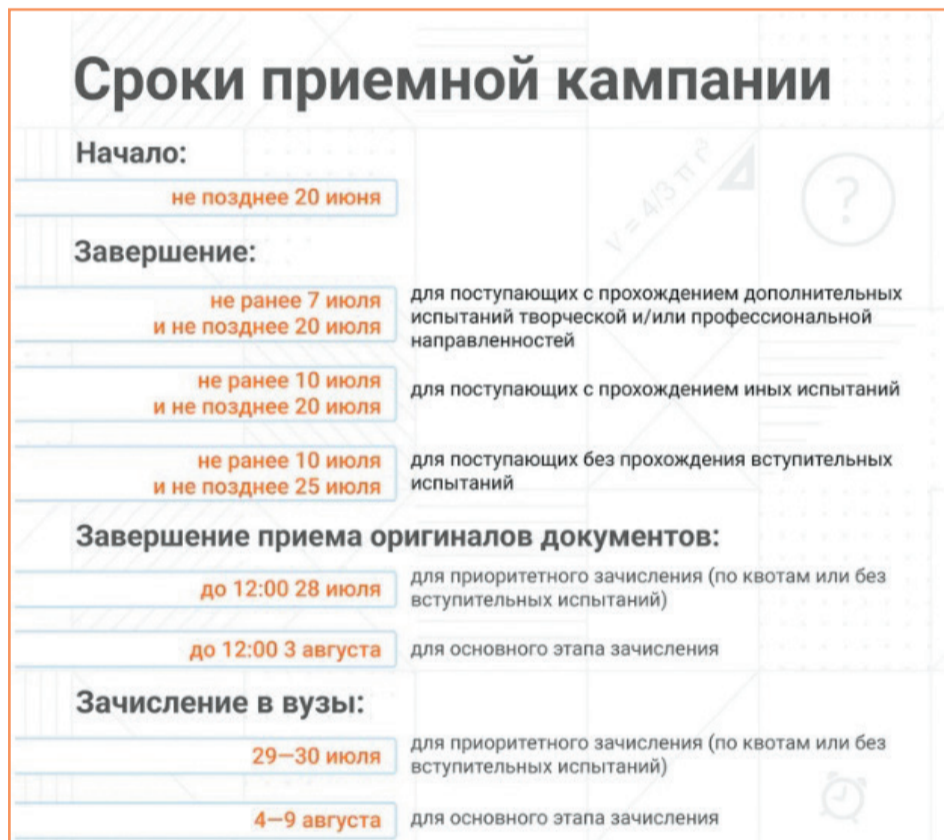 Сроки приемной кампании
Начало:
не позднее 20 июня
Завершение:
не ранее 7 июля
и не позднее 20 июля
для поступающих с прохождением дополнительных
испытаний творческой и/или профессиональной
направленностей
не ранее 10 июля
и не позднее 20 июля
для поступающих с прохождением иных испытаний
не ранее 10 июля
и не позднее 25 июля
для поступающих без прохождения вступительных
испытаний
Завершение приема оригиналов документов:
до 12:00 28 июля
для приоритетного зачисления (по квотам или без
вступительных испытаний)
до 12:00 3 августа
для основного этапа зачисления
Зачисление в вузы:
29—30 июля
для приоритетного зачисления (по квотам или без
вступительных испытаний)
4—9 августа
для основного этапа зачисления
V = 4/3 π r³
?